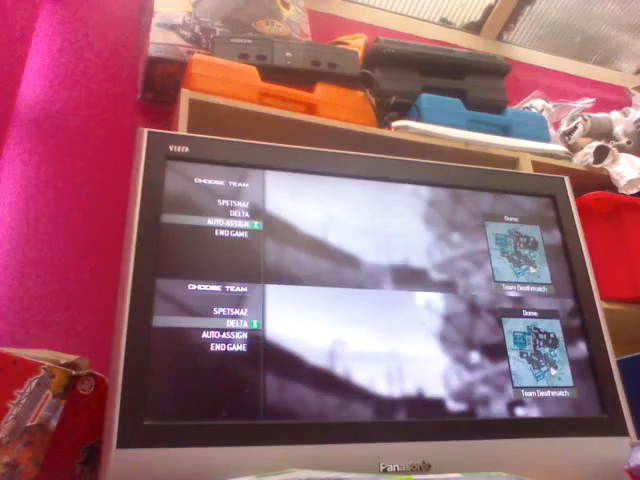 VIERA
CHOOSE TEAM
SPETSNAZ
DELTA
AUTO-ASSIGN
END GAME
Dome
Team Deathmatch
CHOOSE TEAM
SPETSNAZ
DELTA
AUTO-ASSIGN
END GAME
Dome
Team Deathmatch
Panasonic